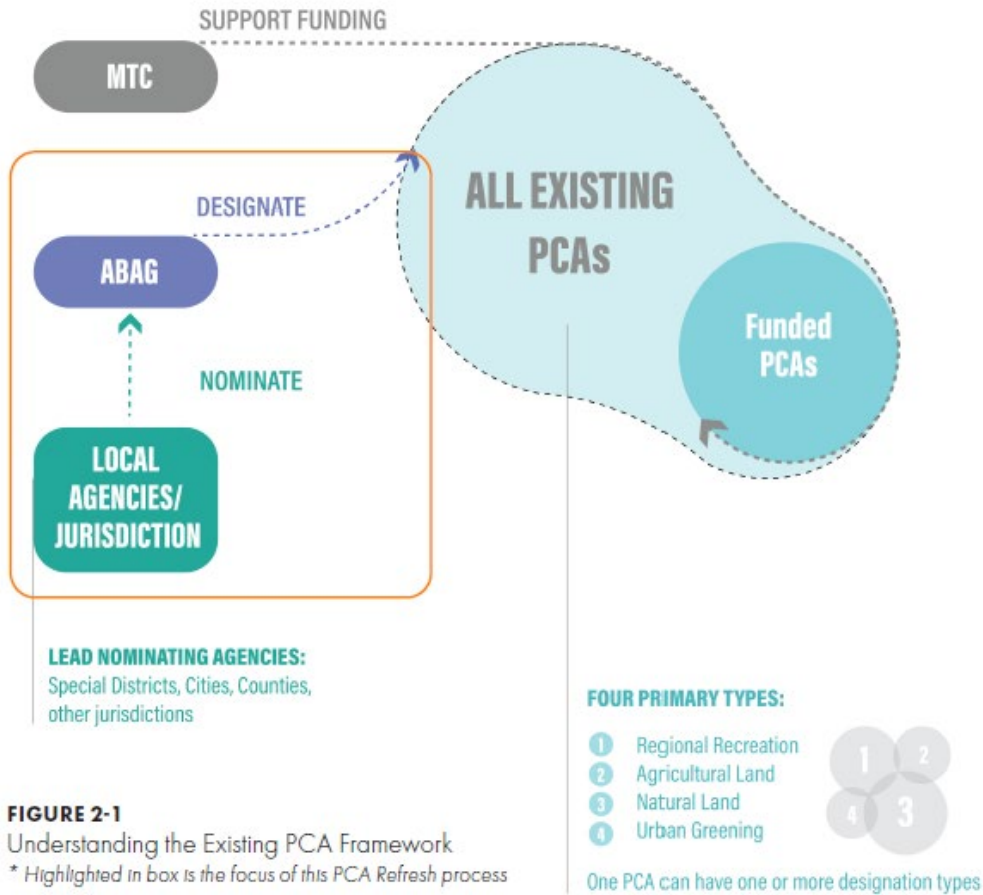 SUPPORT FUNDING
MTC
DESIGNATE
ABAG
NOMINATE
LOCAL
AGENCIES/
JURISDICTION
ALL EXISTING
PCAs
Funded
PCAs
LEAD NOMINATING AGENCIES:
Special Districts, Cities, Counties,
other jurisdictions
FIGURE 2-1
Understanding the Existing PCA Framework
* Highlighted in box is the focus of this PCA Refresh process
FOUR PRIMARY TYPES:
1 Regional Recreation
2 Agricultural Land
3 Natural Land
4 Urban Greening
1
2
4
3
One PCA can have one or more designation types